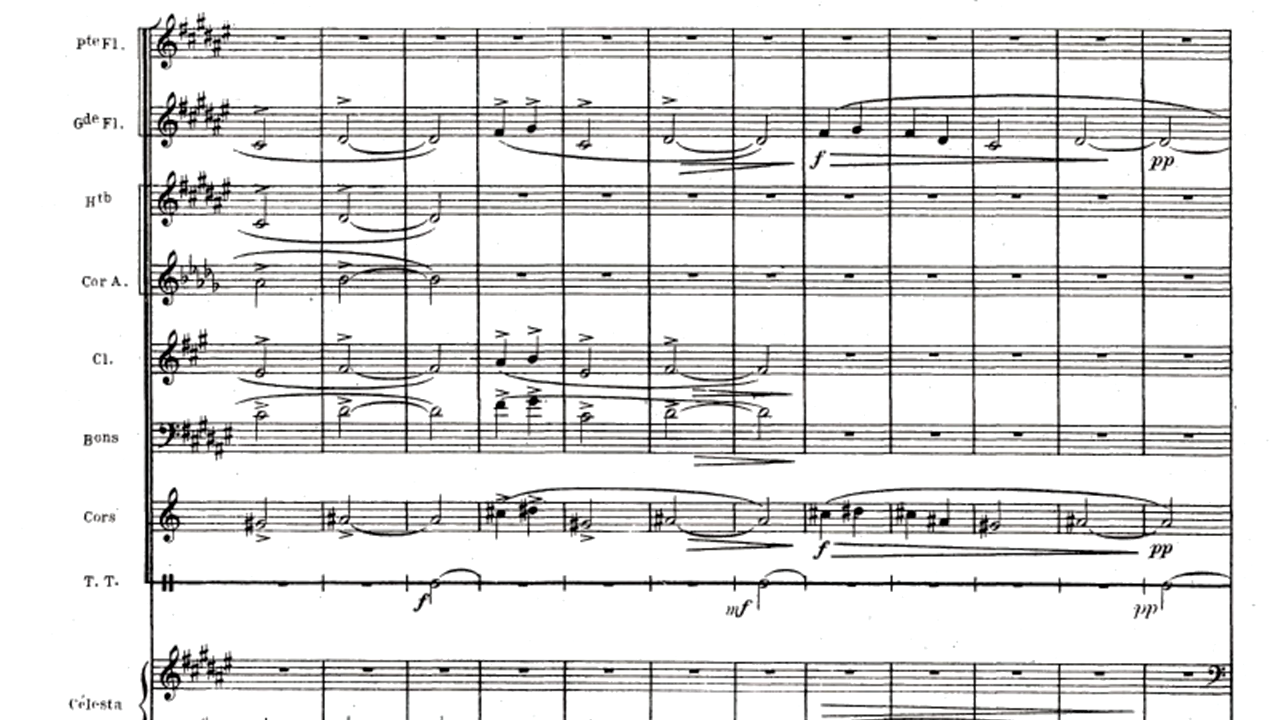 Pte Fl.
Gde Fl.
f
pp
Htb
Cor A.
Cl.
Bons
Cors
f
pp
T. T.
f
mf
pp
Célesta